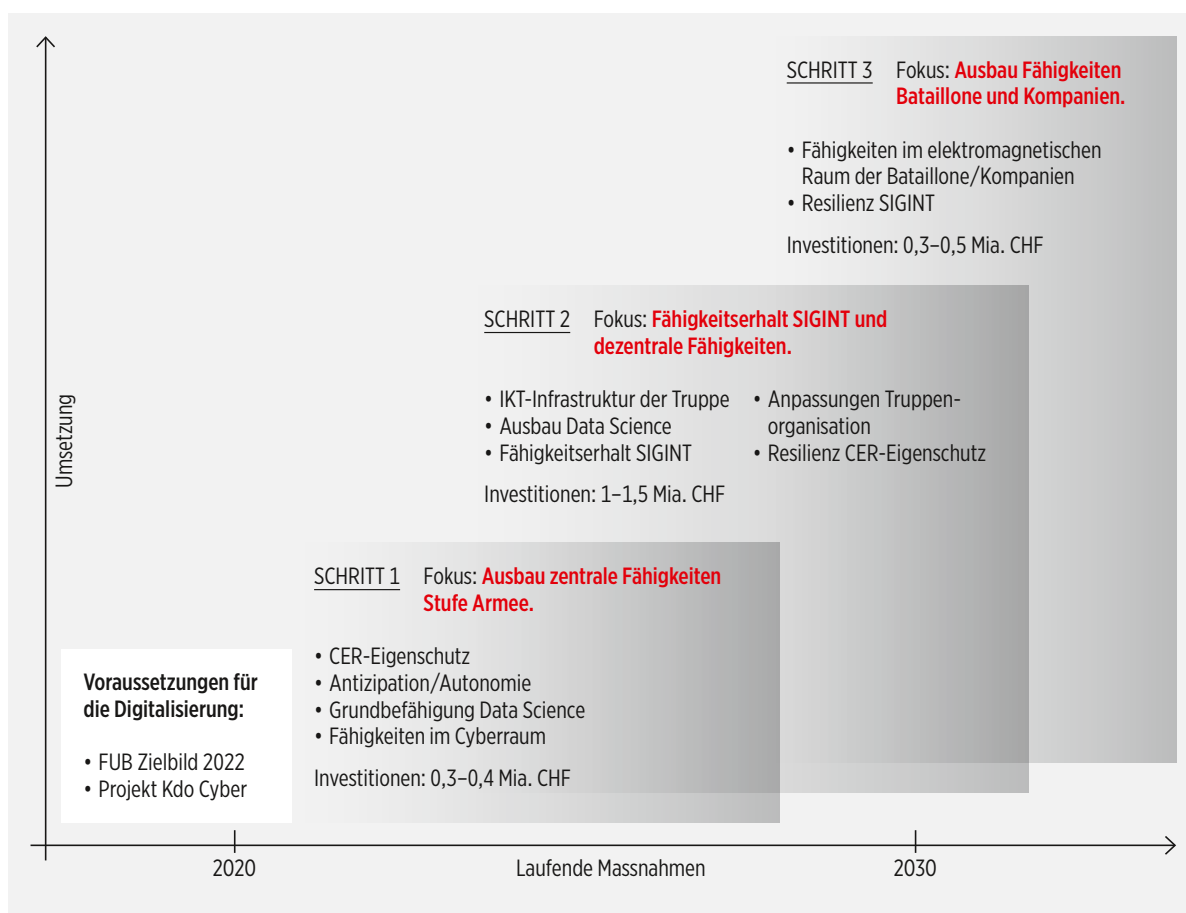 SCHRITT 3 Fokus: Ausbau Fähigkeiten
Bataillone und Kompanien.
• Fähigkeiten im elektromagnetischen
Raum der Bataillone/Kompanien
• Resilienz SIGINT
Investitionen: 0,3–0,5 Mia. CHF
SCHRITT 2 Fokus: Fähigkeitserhalt SIGINT und
dezentrale Fähigkeiten.
• IKT-Infrastruktur der Truppe
• Ausbau Data Science
• Fähigkeitserhalt SIGINT
• Anpassungen Truppen-
organisation
• Resilienz CER-Eigenschutz
Investitionen: 1–1,5 Mia. CHF
SCHRITT 1 Fokus: Ausbau zentrale Fähigkeiten
Stufe Armee.
• CER-Eigenschutz
• Antizipation/Autonomie
• Grundbefähigung Data Science
• Fähigkeiten im Cyberraum
Investitionen: 0,3–0,4 Mia. CHF
Voraussetzungen für
die Digitalisierung:
• FUB Zielbild 2022
• Projekt Kdo Cyber
Umsetzung
2020
Laufende Massnahmen
2030